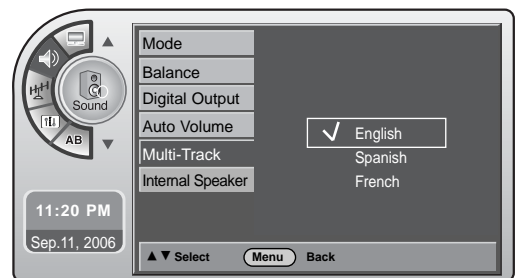 Sound
AB
11:20 PM
Sep.11, 2006
Mode
Balance
Digital Output
Auto Volume
Multi-Track
Internal Speaker
English
Spanish
French
▲▼ Select Menu Back